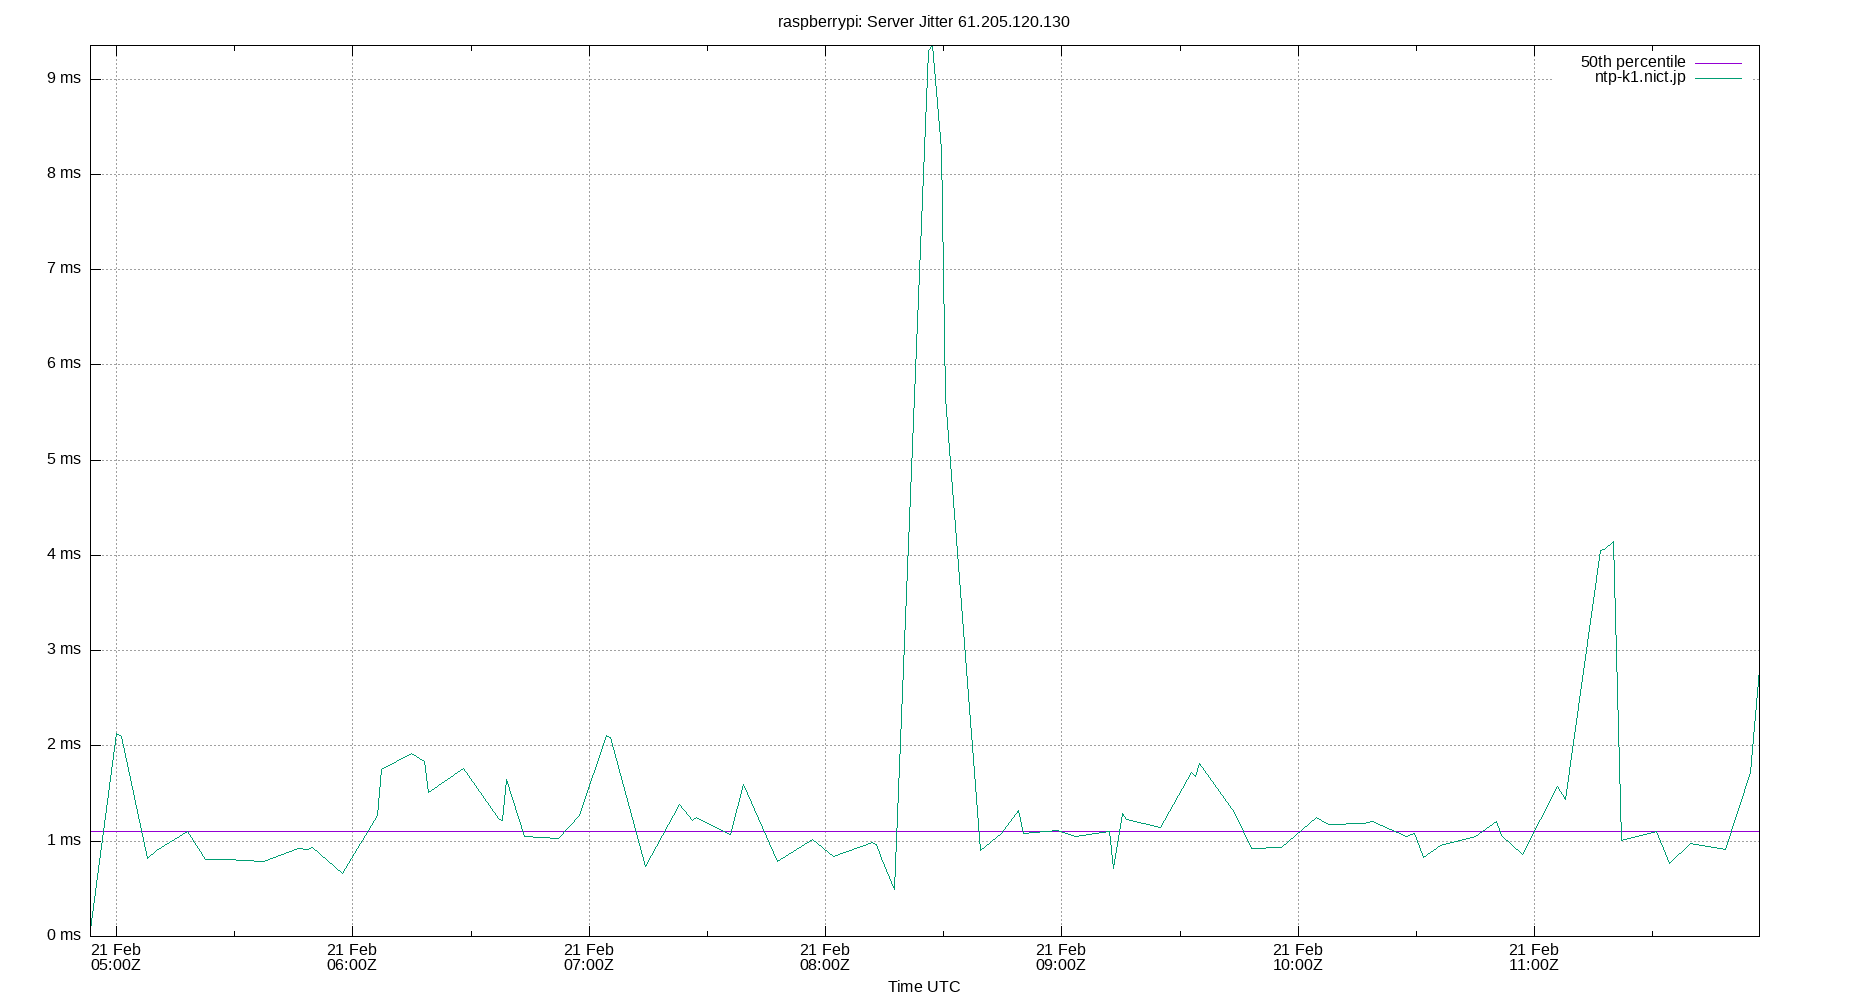 raspberrypi: Server Jitter 61.205.120.130
50th percentile
ntp-k1.nict.jp
9 ms
8 ms
7 ms
6 ms
5 ms
4 ms
3 ms
2 ms
1 ms
0 ms
21 Feb 21 Feb 21 Feb 21 Feb 21 Feb 21 Feb 21 Feb
05:00Z 06:00Z 07:00Z 08:00Z 09:00Z 10:00Z 11:00Z
Time UTC